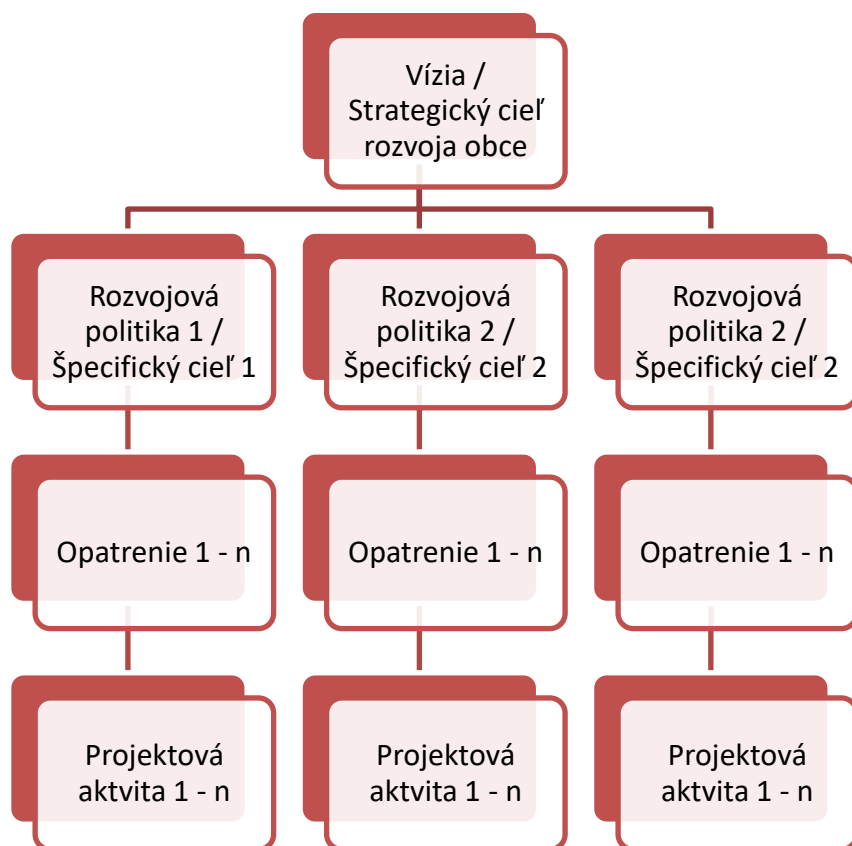 Vízia /
Strategický cieľ
rozvoja obce
Rozvojová
politika 1 /
Špecifický cieľ 1
Rozvojová
politika 2 /
Špecifický cieľ 2
Rozvojová
politika 2 /
Špecifický cieľ 2
Opatrenie 1 - n
Opatrenie 1 - n
Opatrenie 1 - n
Projektová
aktvita 1 - n
Projektová
aktvita 1 - n
Projektová
aktvita 1 - n